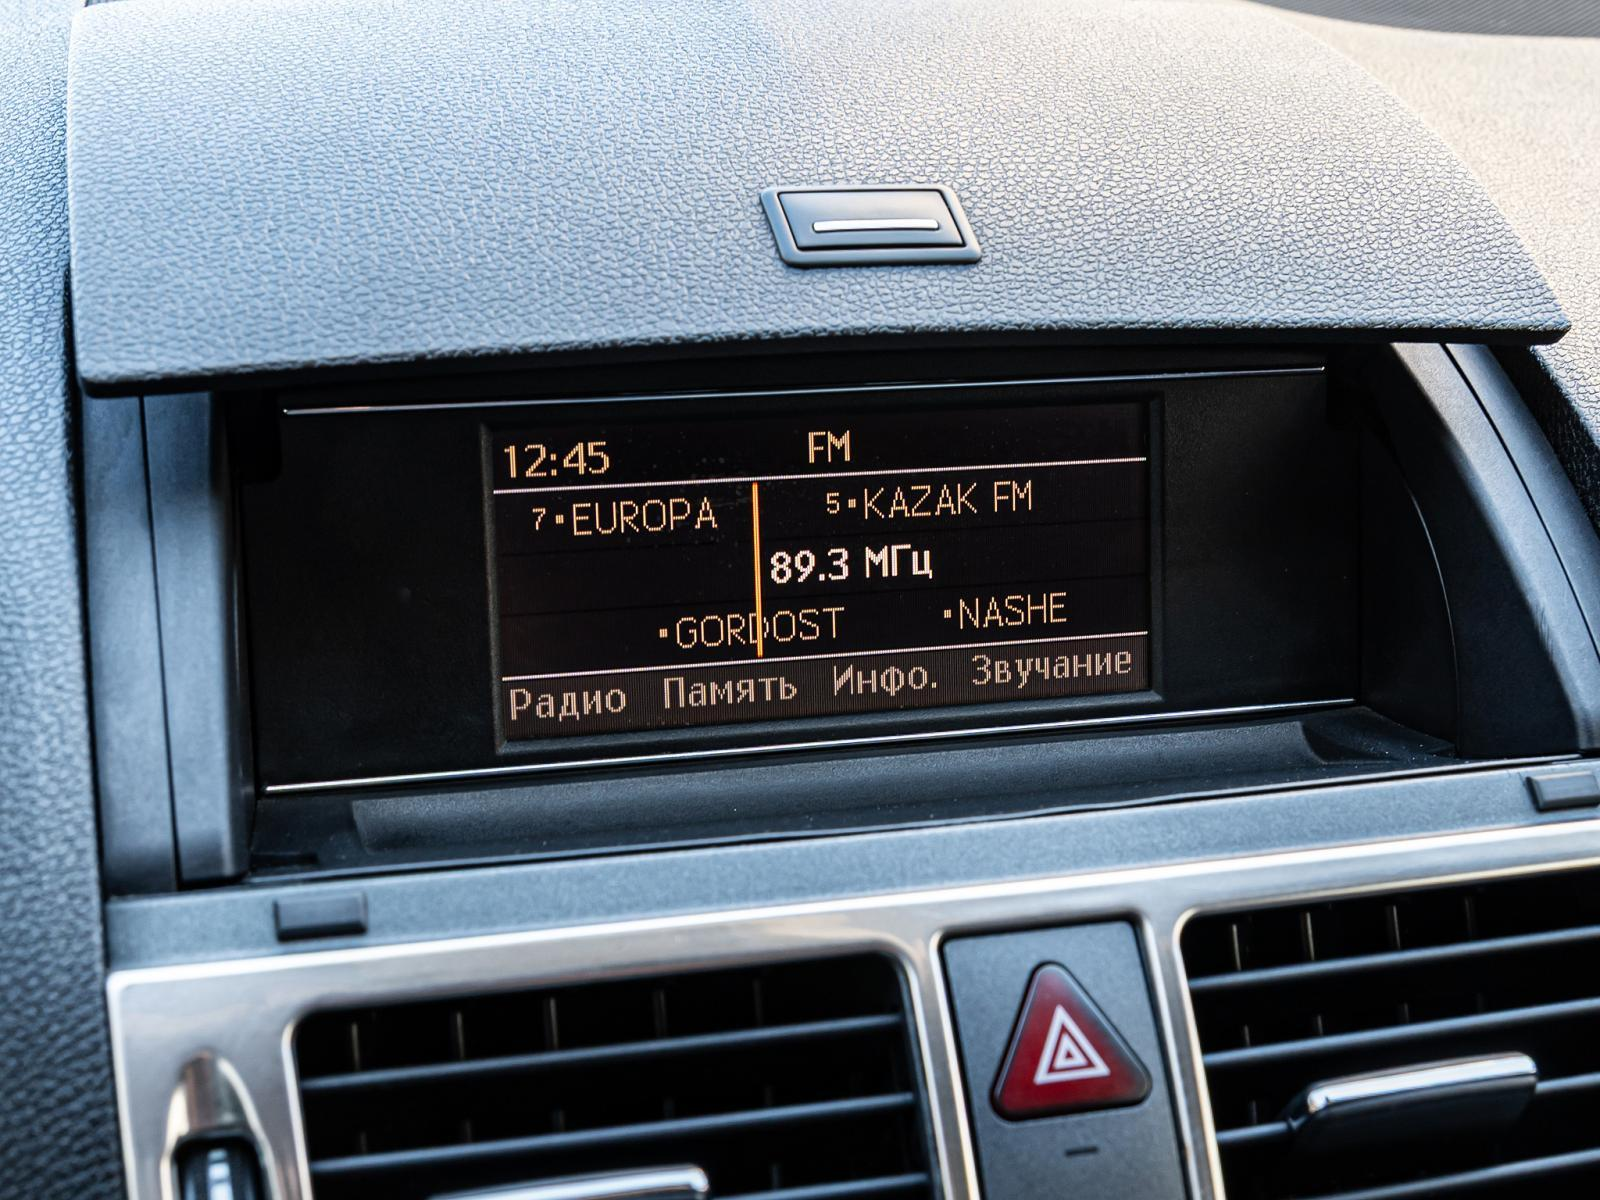 12:45 FM
7 ▪EUROPA 5 ▪KAZAK FM
89.3 МГц
▪GORDOST ▪NASHE
Радио Память Инфо. Звучание